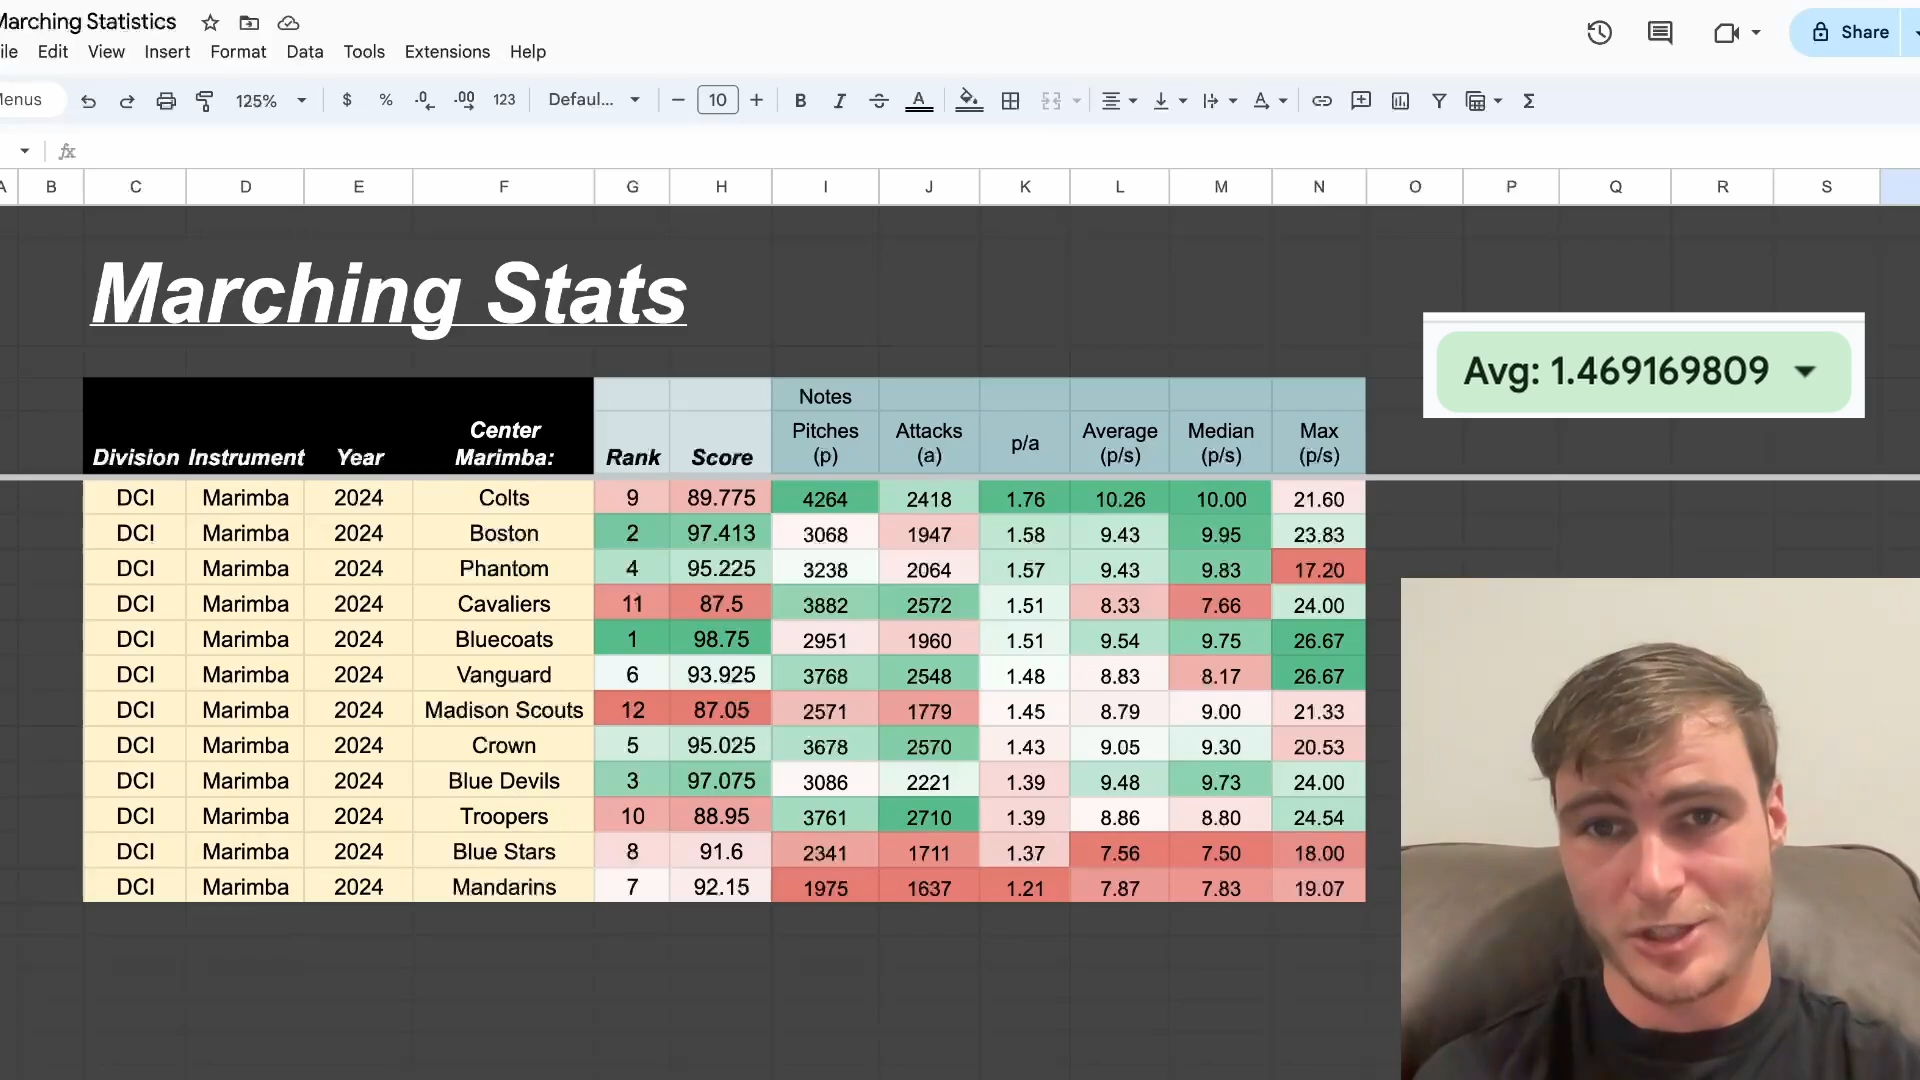 Marching Statistics
ile Edit View Insert Format Data Tools Extensions Help
Share
enus 125% $ % .0 .00 123 Defaul... 10 B I A Σ
fx
A B C D E F G H I J K L M N O P Q R S
Marching Stats
Avg: 1.469169809
Notes
Division Instrument Year Center Marimba: Rank Score Pitches (p) Attacks (a) p/a Average (p/s) Median (p/s) Max (p/s)
DCI Marimba 2024 Colts 9 89.775 4264 2418 1.76 10.26 10.00 21.60
DCI Marimba 2024 Boston 2 97.413 3068 1947 1.58 9.43 9.95 23.83
DCI Marimba 2024 Phantom 4 95.225 3238 2064 1.57 9.43 9.83 17.20
DCI Marimba 2024 Cavaliers 11 87.5 3882 2572 1.51 8.33 7.66 24.00
DCI Marimba 2024 Bluecoats 1 98.75 2951 1960 1.51 9.54 9.75 26.67
DCI Marimba 2024 Vanguard 6 93.925 3768 2548 1.48 8.83 8.17 26.67
DCI Marimba 2024 Madison Scouts 12 87.05 2571 1779 1.45 8.79 9.00 21.33
DCI Marimba 2024 Crown 5 95.025 3678 2570 1.43 9.05 9.30 20.53
DCI Marimba 2024 Blue Devils 3 97.075 3086 2221 1.39 9.48 9.73 24.00
DCI Marimba 2024 Troopers 10 88.95 3761 2710 1.39 8.86 8.80 24.54
DCI Marimba 2024 Blue Stars 8 91.6 2341 1711 1.37 7.56 7.50 18.00
DCI Marimba 2024 Mandarins 7 92.15 1975 1637 1.21 7.87 7.83 19.07